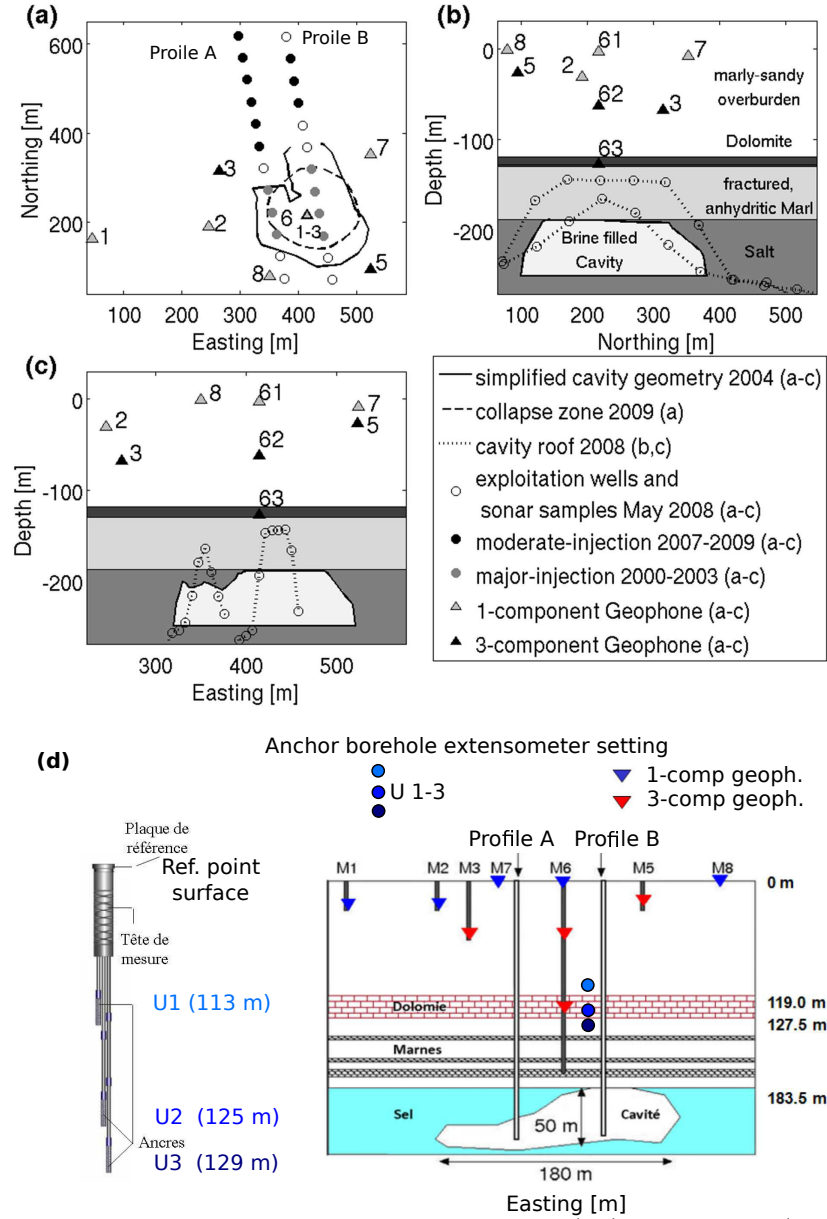 (a)
600
400
200
Northing [m]
Proile A
Proile B
7
3
2
6
1-3
1
8
5
100 200 300 400 500
Easting [m]
(b)
0
-100
-200
Depth [m]
8
61
7
5
2
62
3
63
marly-sandy
overburden
Dolomite
fractured,
anhydritic Marl
Brine filled
Cavity
Salt
100 200 300 400 500
Northing [m]
(c)
0
-100
-200
Depth [m]
8
61
7
2
5
3
62
63
300 400 500
Easting [m]
simplified cavity geometry 2004 (a-c)
collapse zone 2009 (a)
cavity roof 2008 (b,c)
exploitation wells and
sonar samples May 2008 (a-c)
moderate-injection 2007-2009 (a-c)
major-injection 2000-2003 (a-c)
1-component Geophone (a-c)
3-component Geophone (a-c)
(d)
Anchor borehole extensometer setting
U 1-3
1-comp geoph.
3-comp geoph.
Plaque de
référence
Ref. point
surface
Tête de
mesure
U1 (113 m)
U2 (125 m)
Ancres
U3 (129 m)
Profile A
Profile B
M1 M2 M3 M7 M6 M5 M8
0 m
Dolomie
119.0 m
127.5 m
Marnes
183.5 m
Sel
50 m
Cavité
180 m
Easting [m]